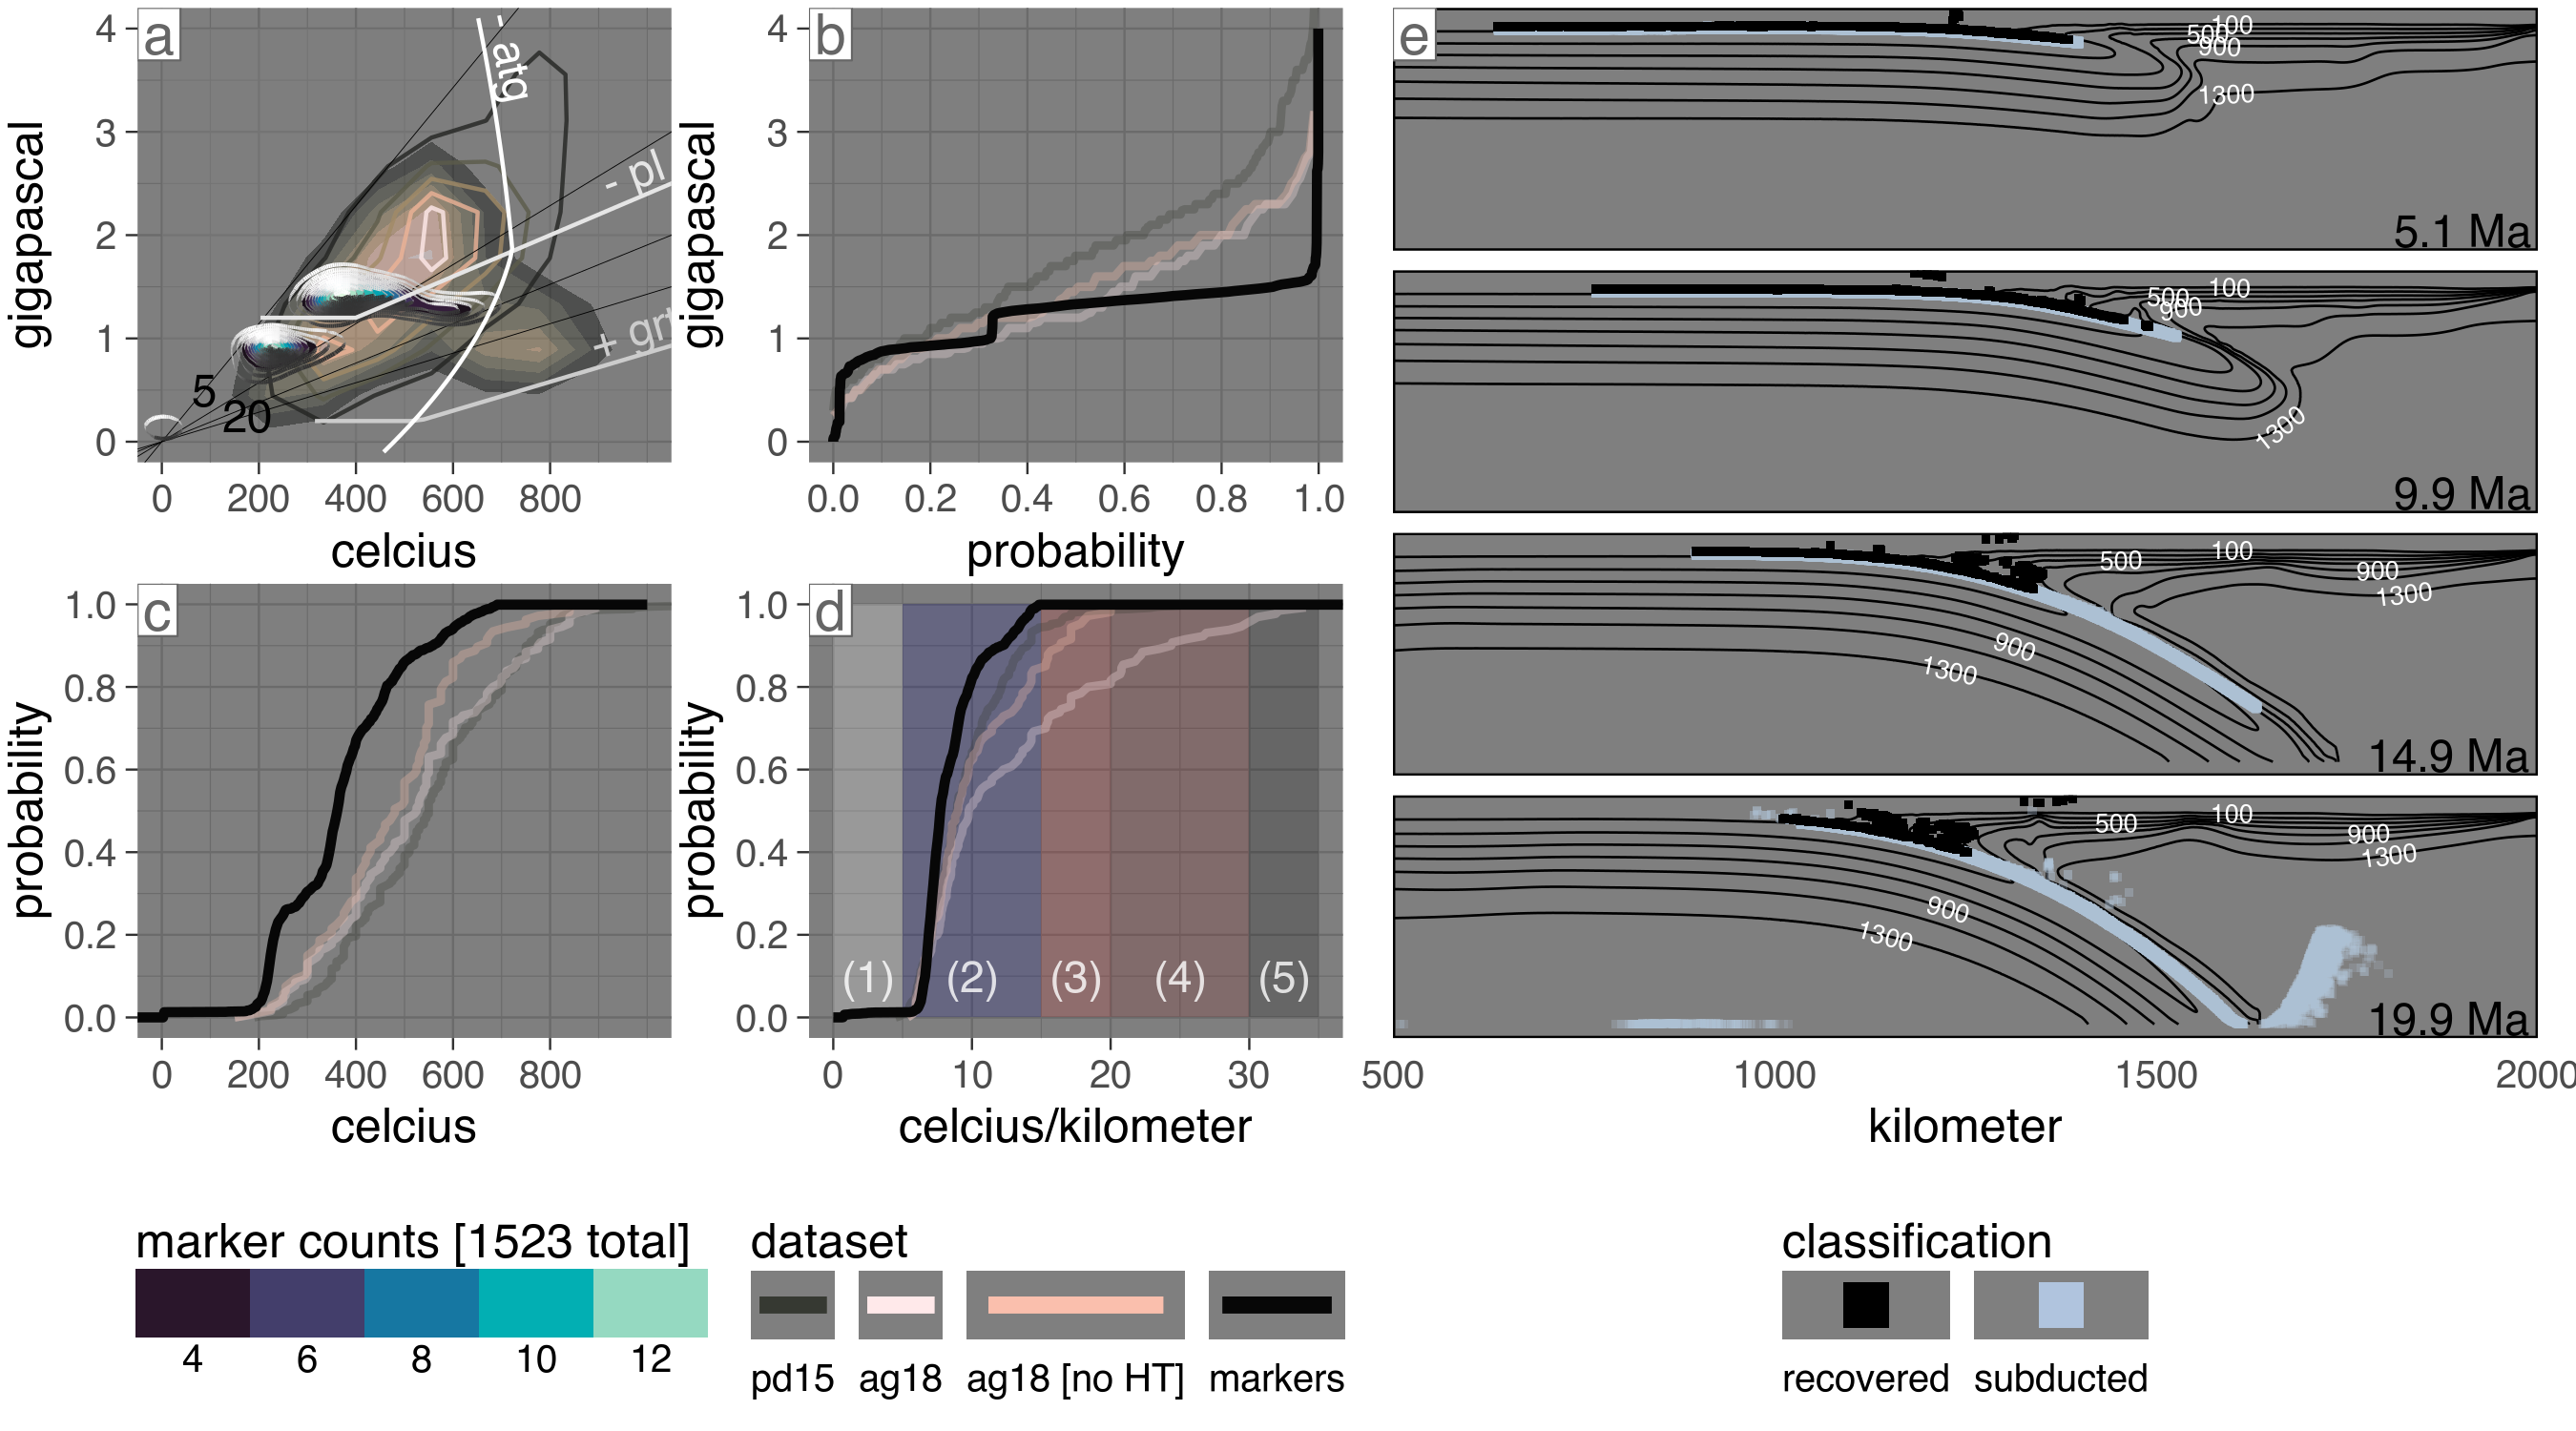 a
4
3
2
1
0
gigapascal
- atg
- pl
+ grt
5
20
0 200 400 600 800
celcius
b
4
3
2
1
0
gigapascal
0.0 0.2 0.4 0.6 0.8 1.0
probability
c
1.0
0.8
0.6
0.4
0.2
0.0
probability
0 200 400 600 800
celcius
d
1.0
0.8
0.6
0.4
0.2
0.0
probability
(1) (2) (3) (4) (5)
0 10 20 30
celcius/kilometer
e
100
500
900
1300
5.1 Ma
100
500
900
1300
9.9 Ma
100
500
900
1300
900
1300
14.9 Ma
100
500
900
1300
900
1300
19.9 Ma
500 1000 1500 2000
kilometer
marker counts [1523 total]
4 6 8 10 12
dataset
pd15 ag18 ag18 [no HT] markers
classification
recovered subducted